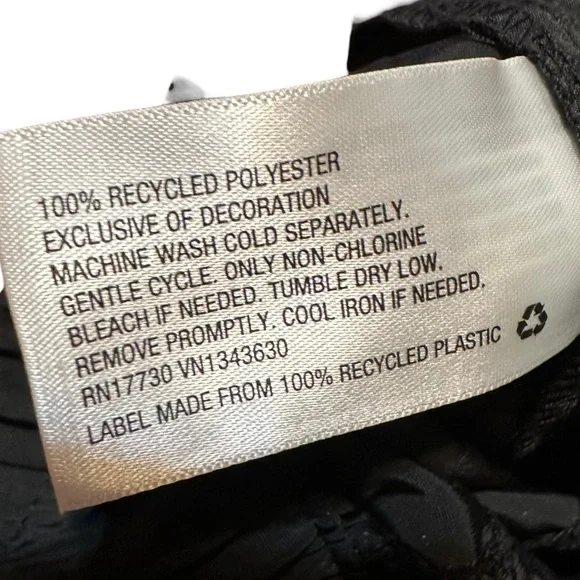 100% RECYCLED POLYESTER
EXCLUSIVE OF DECORATION
MACHINE WASH COLD SEPARATELY.
GENTLE CYCLE. ONLY NON-CHLORINE
BLEACH IF NEEDED. TUMBLE DRY LOW.
REMOVE PROMPTLY. COOL IRON IF NEEDED.
RN17730 VN1343630
LABEL MADE FROM 100% RECYCLED PLASTIC